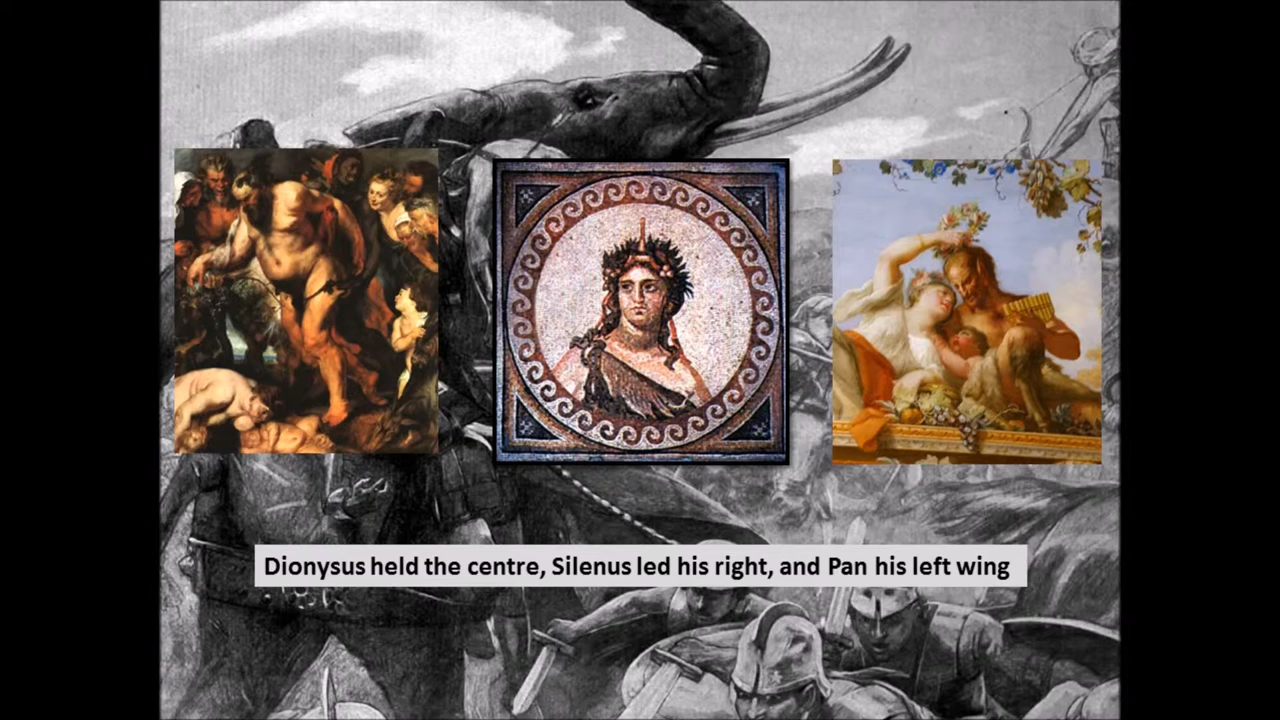 Dionysus held the centre, Silenus led his right, and Pan his left wing